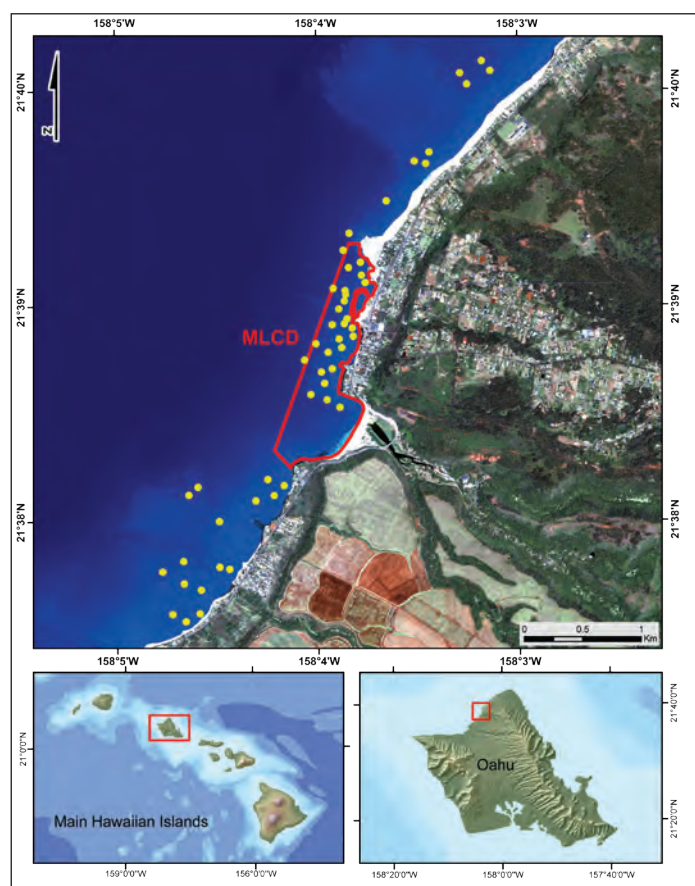 158°5'W 158°4'W 158°3'W
21°40'N 21°40'N
N
21°39'N 21°39'N
MLCD
21°38'N 21°38'N
0 0.5 1
Km
158°5'W 158°4'W 158°3'W
21°0'0"N
Main Hawaiian Islands
159°0'0"W 156°0'0"W
Oahu
21°40'0"N
21°20'0"N
158°20'0"W 158°0'0"W 157°40'0"W